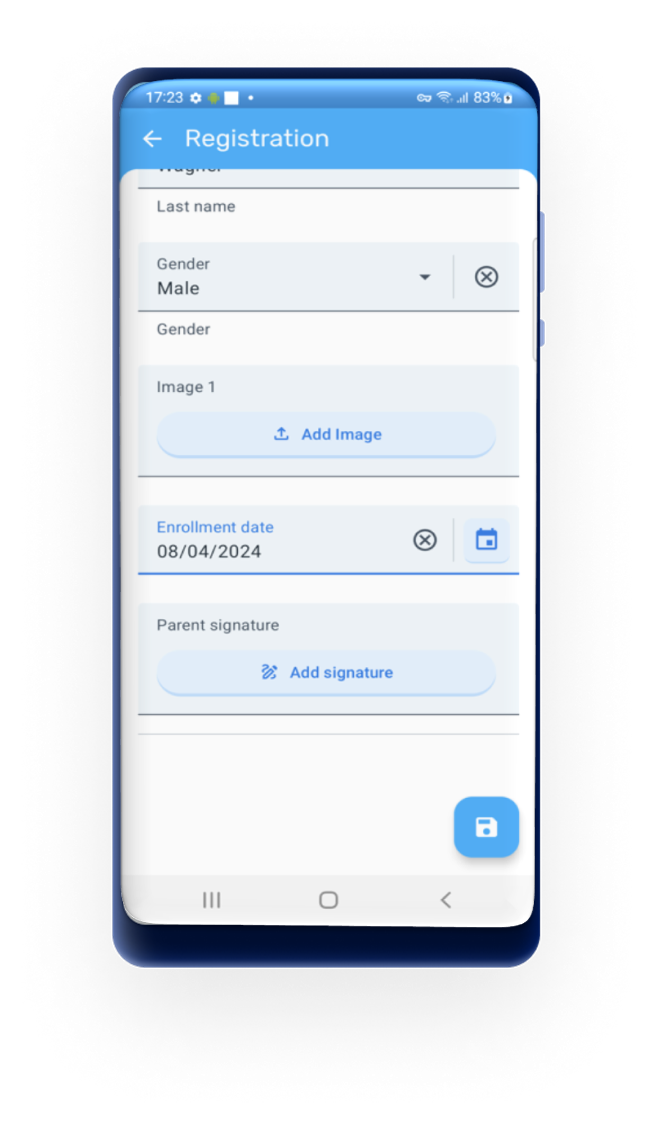 17:23 83%
Registration
Wagner
Last name
Gender
Male
Gender
Image 1
Add Image
Enrollment date
08/04/2024
Parent signature
Add signature